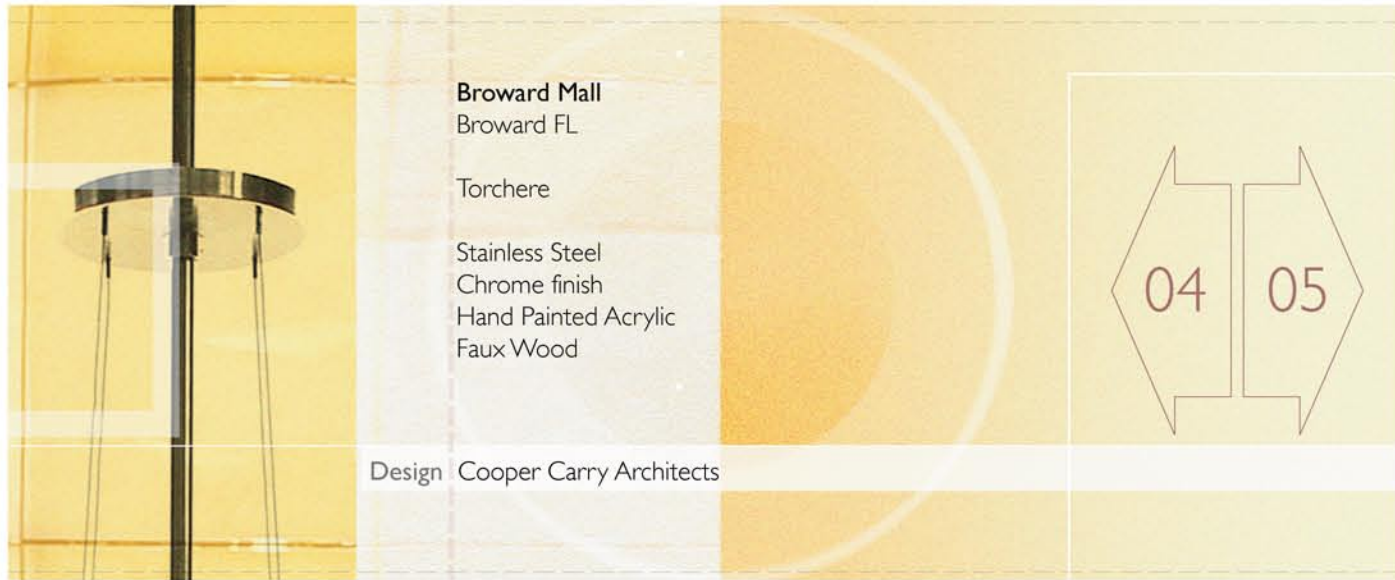 Broward Mall
Broward FL
Torchere
Stainless Steel
Chrome finish
Hand Painted Acrylic
Faux Wood
04 05
Design Cooper Carry Architects